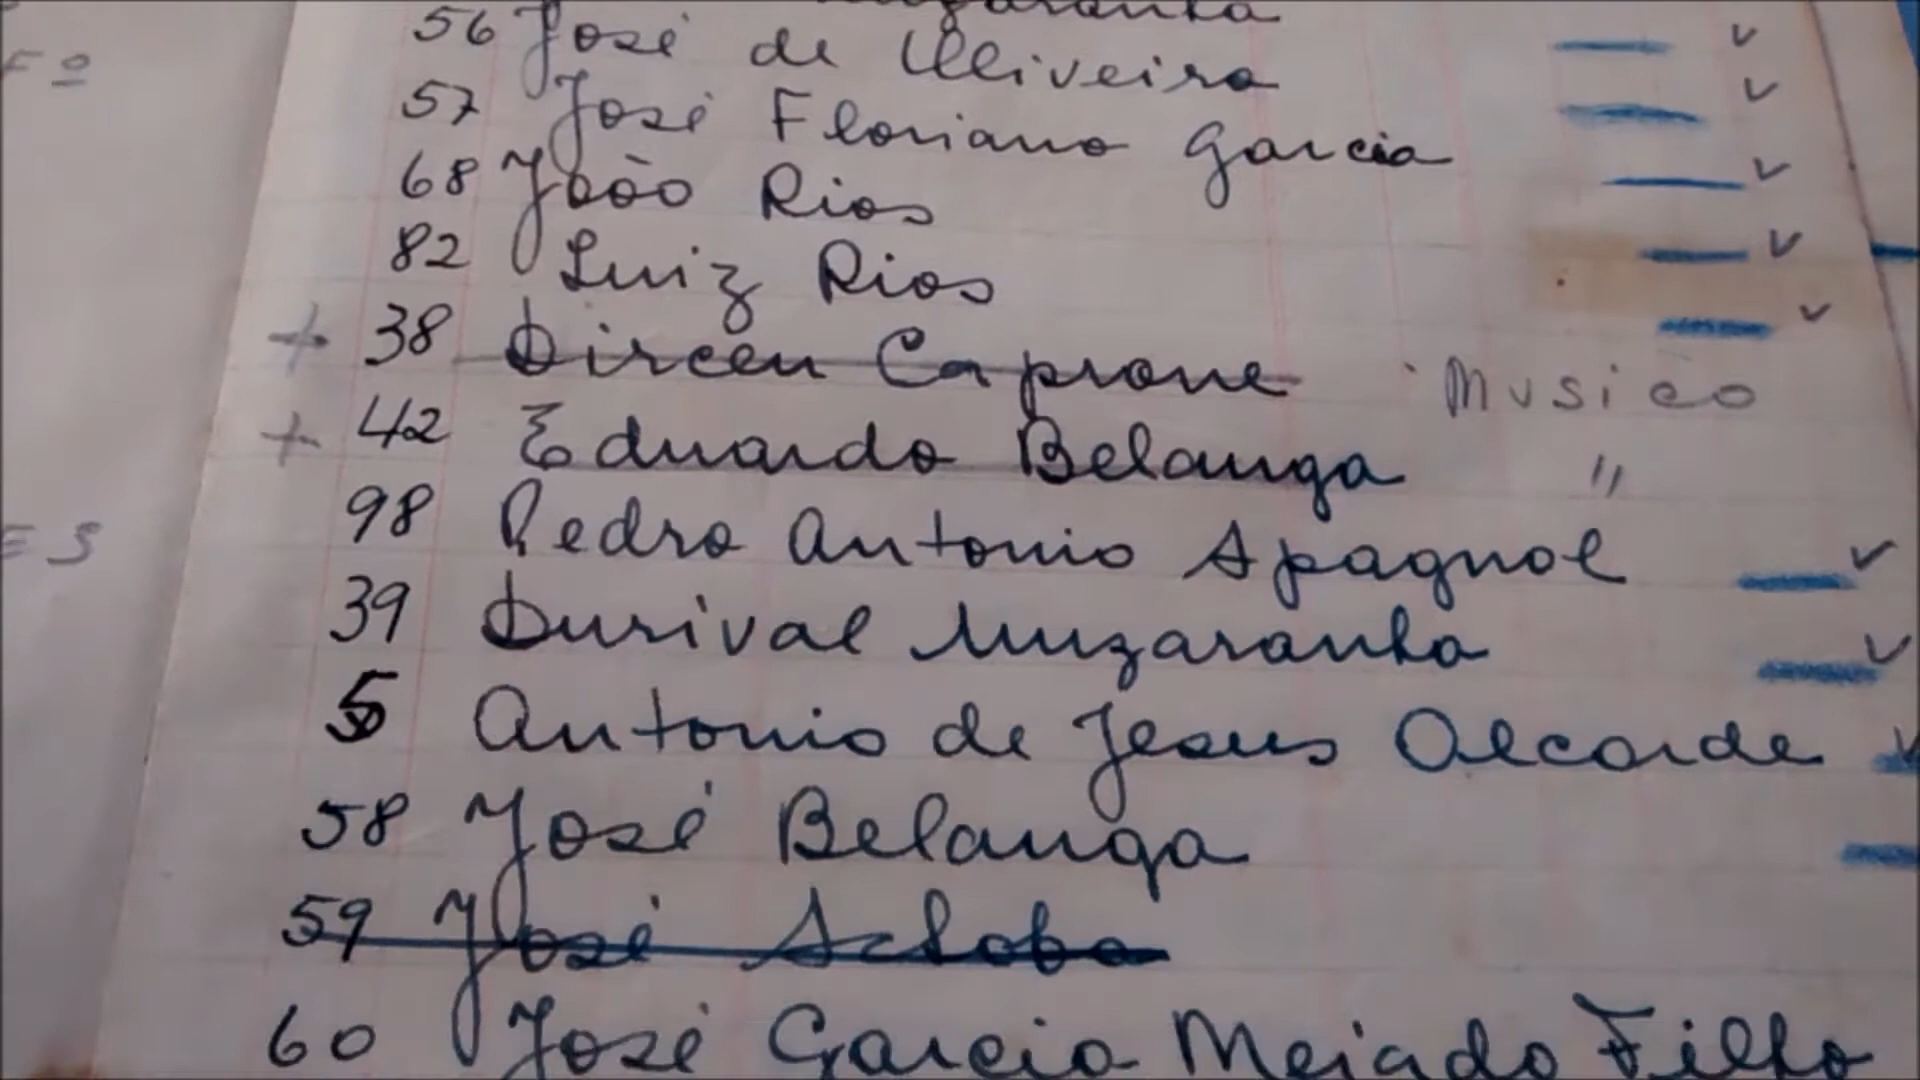 56 José de Oliveira
57 José Floriano Garcia
68 João Rios
82 Luiz Rios
+ 38 Dirceu Caprone Musico
+ 42 Eduardo Belanga "
98 Pedro Antonio Spagnol
39 Durival Muzaranha
5 Antonio de Jesus Alcarde
58 José Belanga
59 José
60 José Garcia Meiado Filho